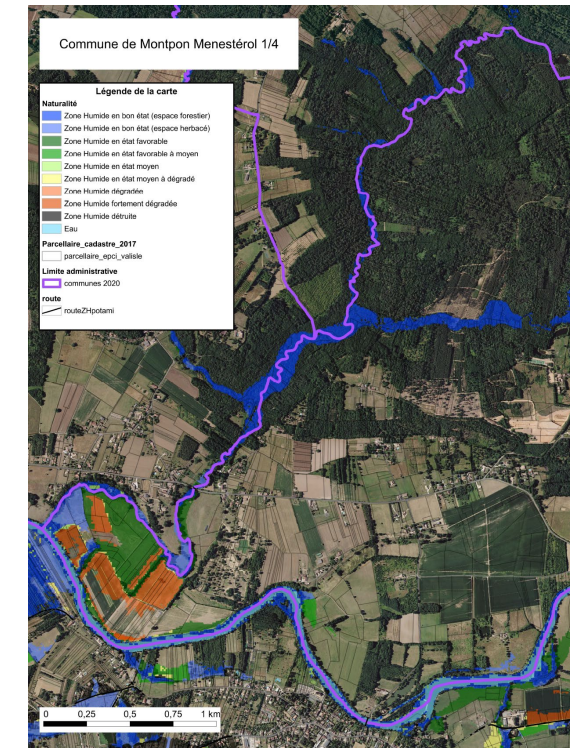 Commune de Montpon Menestérol 1/4
Légende de la carte
Naturalité
Zone Humide en bon état (espace forestier)
Zone Humide en bon état (espace herbacé)
Zone Humide en état favorable
Zone Humide en état favorable à moyen
Zone Humide en état moyen
Zone Humide en état moyen à dégradé
Zone Humide dégradée
Zone Humide fortement dégradée
Zone Humide détruite
Eau
Parcellaire_cadastre_2017
parcellaire_epci_valisle
Limite administrative
communes 2020
route
routeZHpotami
0 0,25 0,5 0,75 1 km